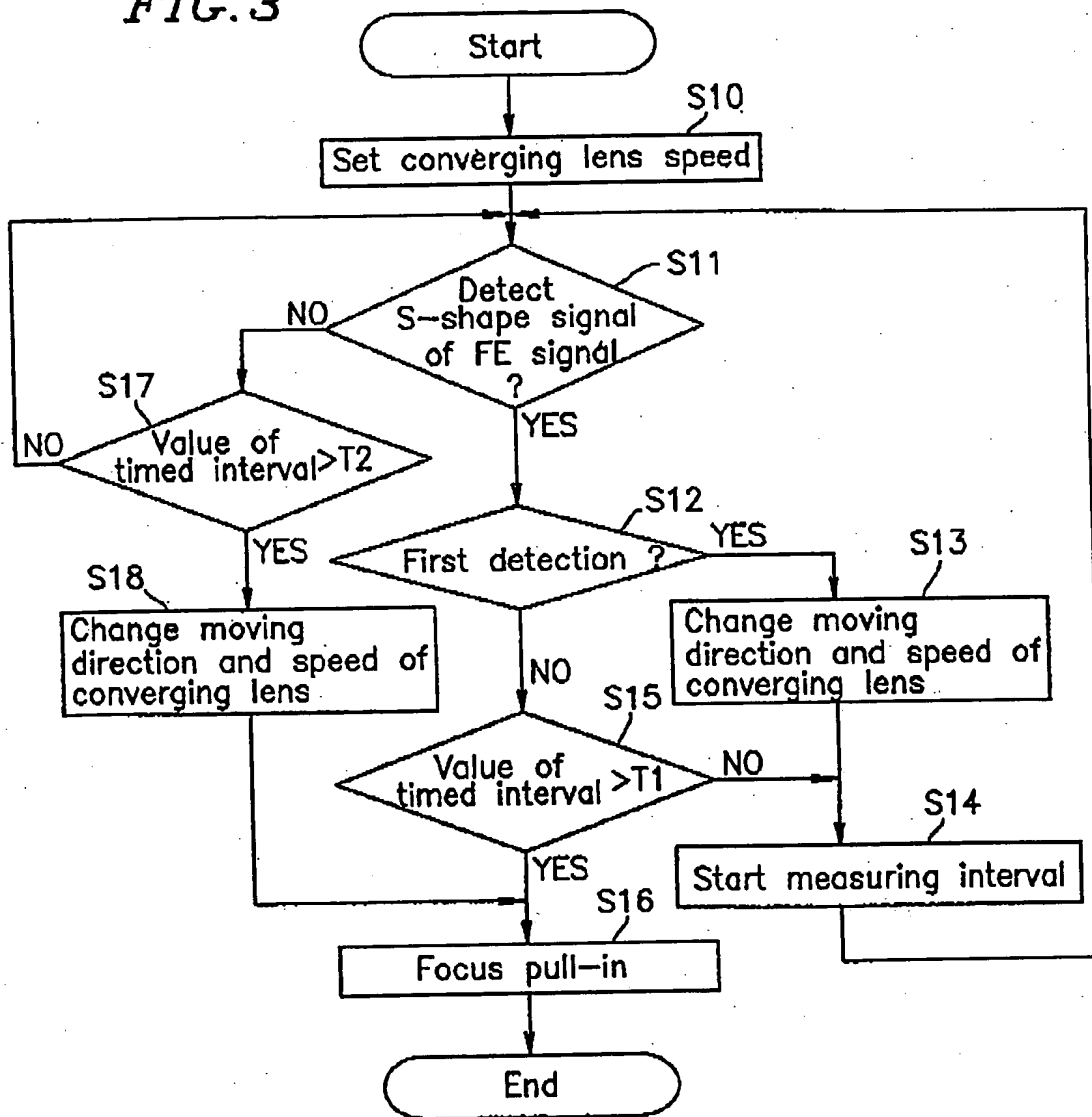 FIG.3
Start
S10
Set converging lens speed
S11
Detect
S-shape signal
of FE signal
?
NO
YES
S17
Value of
timed interval>T2
NO
YES
S12
First detection ?
YES
NO
S13
Change moving
direction and speed of
converging lens
S18
Change moving
direction and speed of
converging lens
S15
Value of
timed interval >T1
NO
YES
S14
Start measuring interval
S16
Focus pull-in
End